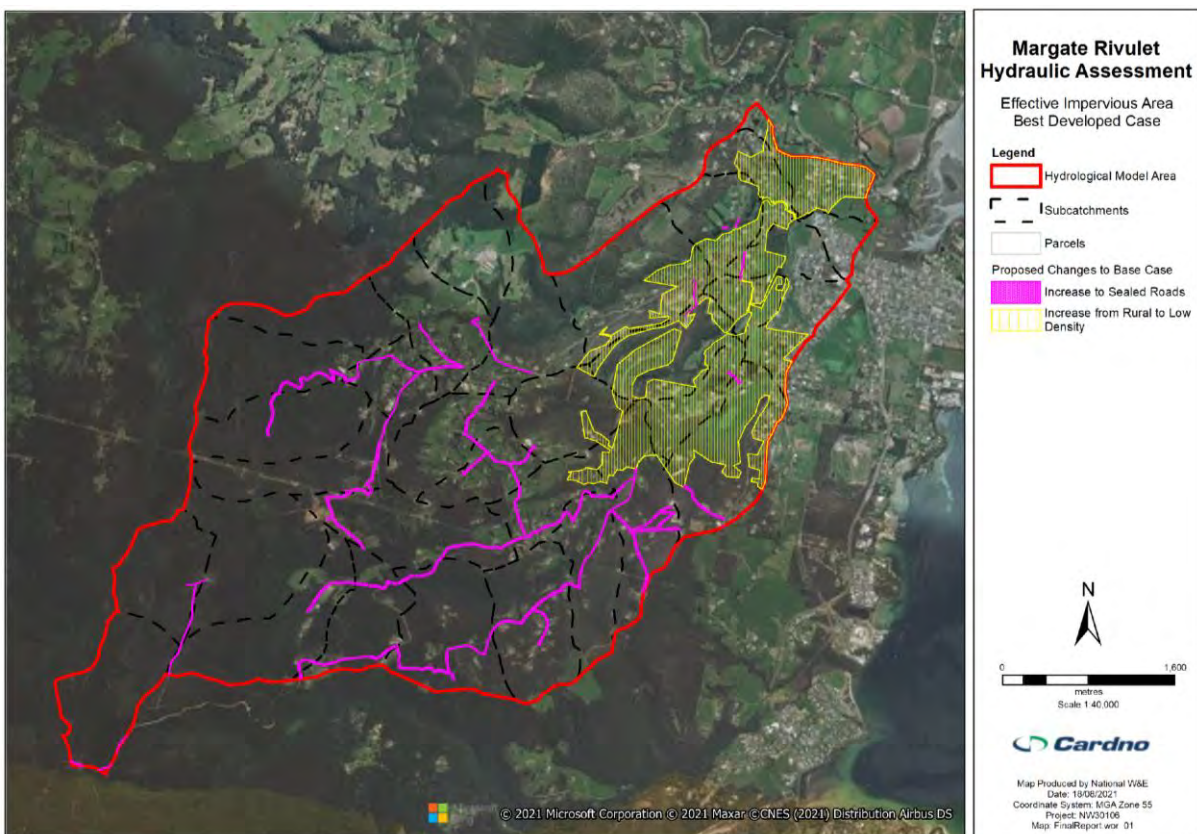 Margate Rivulet
Hydraulic Assessment
Effective Impervious Area
Best Developed Case
Legend
Hydrological Model Area
Subcatchments
Parcels
Proposed Changes to Base Case
Increase to Sealed Roads
Increase from Rural to Low
Density
N
0 1,600
metres
Scale 1:40,000
Cardno
Map Produced by National W&E
Date: 18/08/2021
Coordinate System: MGA Zone 55
Project: NW30106
Map: FinalReport.wor 01
Microsoft
© 2021 Microsoft Corporation © 2021 Maxar ©CNES (2021) Distribution Airbus DS